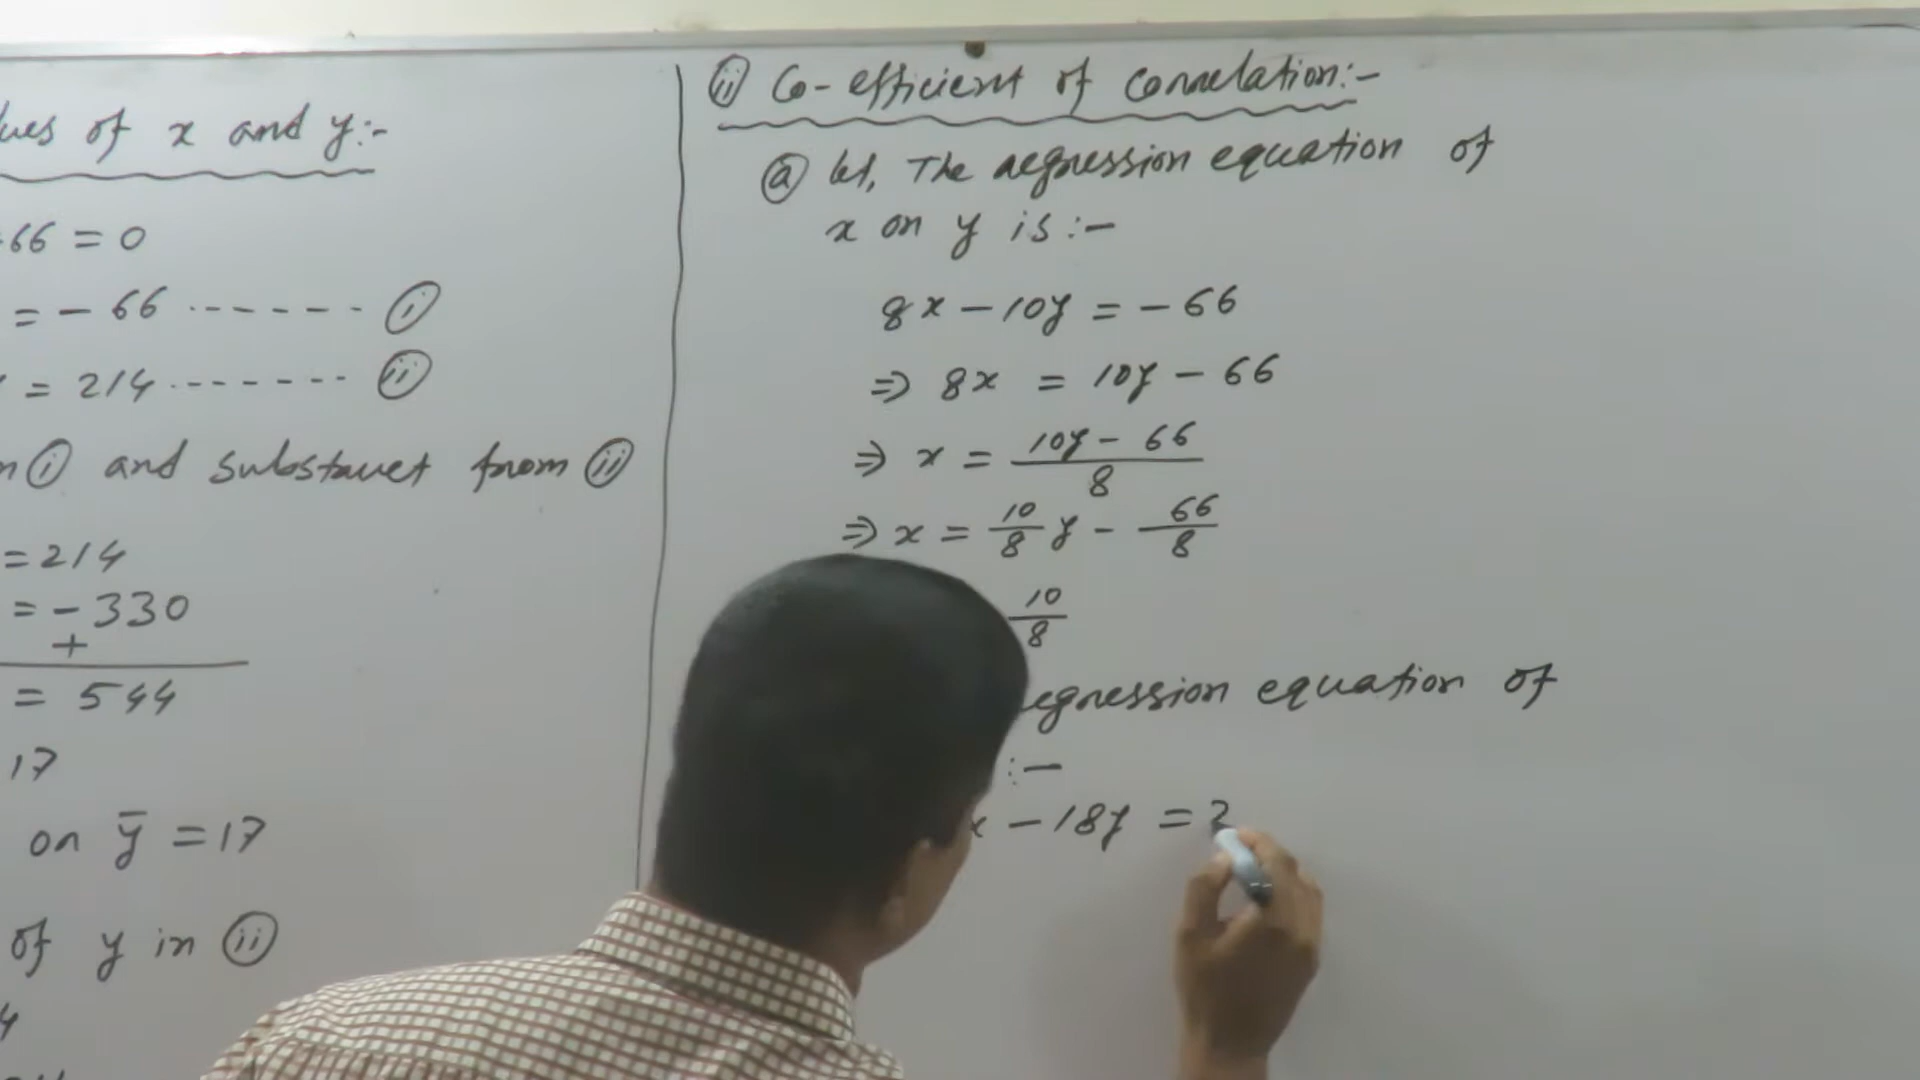 lues of x and y:-
66 = 0
= - 66 ------- (i)
= 214 ------- (ii)
n (i) and substract from (ii)
= 214
= - 330
+
= 544
17
on ȳ = 17
of y in (ii)
4
(ii) Co-efficient of Correlation:-
(a) let, The regression equation of
x on y is :-
8x - 10y = - 66
⇒ 8x = 10y - 66
⇒ x = (10y - 66)/8
⇒ x = 10/8 y - 66/8
10/8
egression equation of
:-
x - 18y = 2